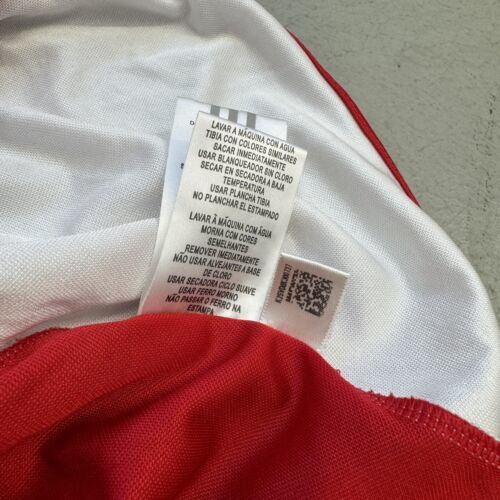 LAVAR A MÁQUINA CON AGUA
TIBIA CON COLORES SIMILARES
SACAR INMEDIATAMENTE
USAR BLANQUEADOR SIN CLORO
SECAR EN SECADORA A BAJA
TEMPERATURA
USAR PLANCHA TIBIA
NO PLANCHAR EL ESTAMPADO
LAVAR À MÁQUINA COM ÁGUA
MORNA COM CORES
SEMELHANTES
REMOVER IMEDIATAMENTE
NÃO USAR ALVEJANTES A BASE
DE CLORO
USAR SECADORA CICLO SUAVE
USAR FERRO MORNO
NÃO PASSAR O FERRO NA
ESTAMPA